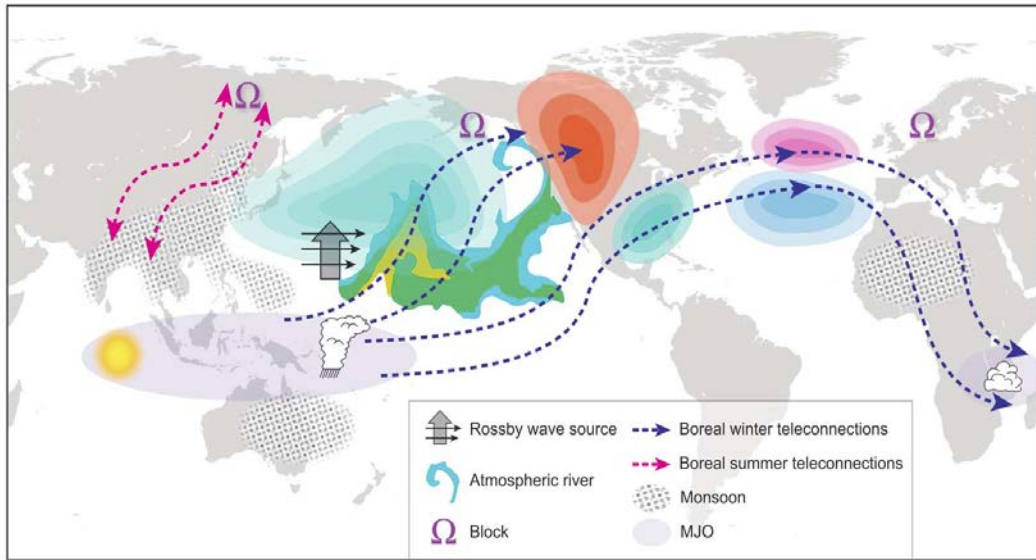 Ω
Ω
Ω
Rossby wave source
Atmospheric river
Ω Block
Boreal winter teleconnections
Boreal summer teleconnections
Monsoon
MJO